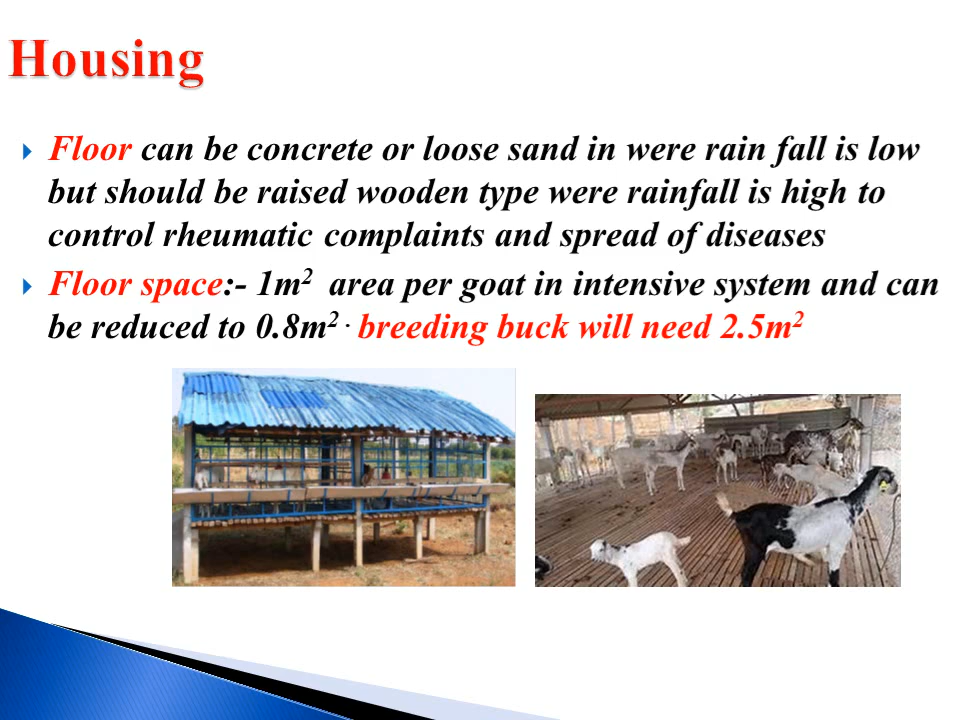 Housing
Floor can be concrete or loose sand in were rain fall is low
but should be raised wooden type were rainfall is high to
control rheumatic complaints and spread of diseases
Floor space:- 1m² area per goat in intensive system and can
be reduced to 0.8m² . breeding buck will need 2.5m²